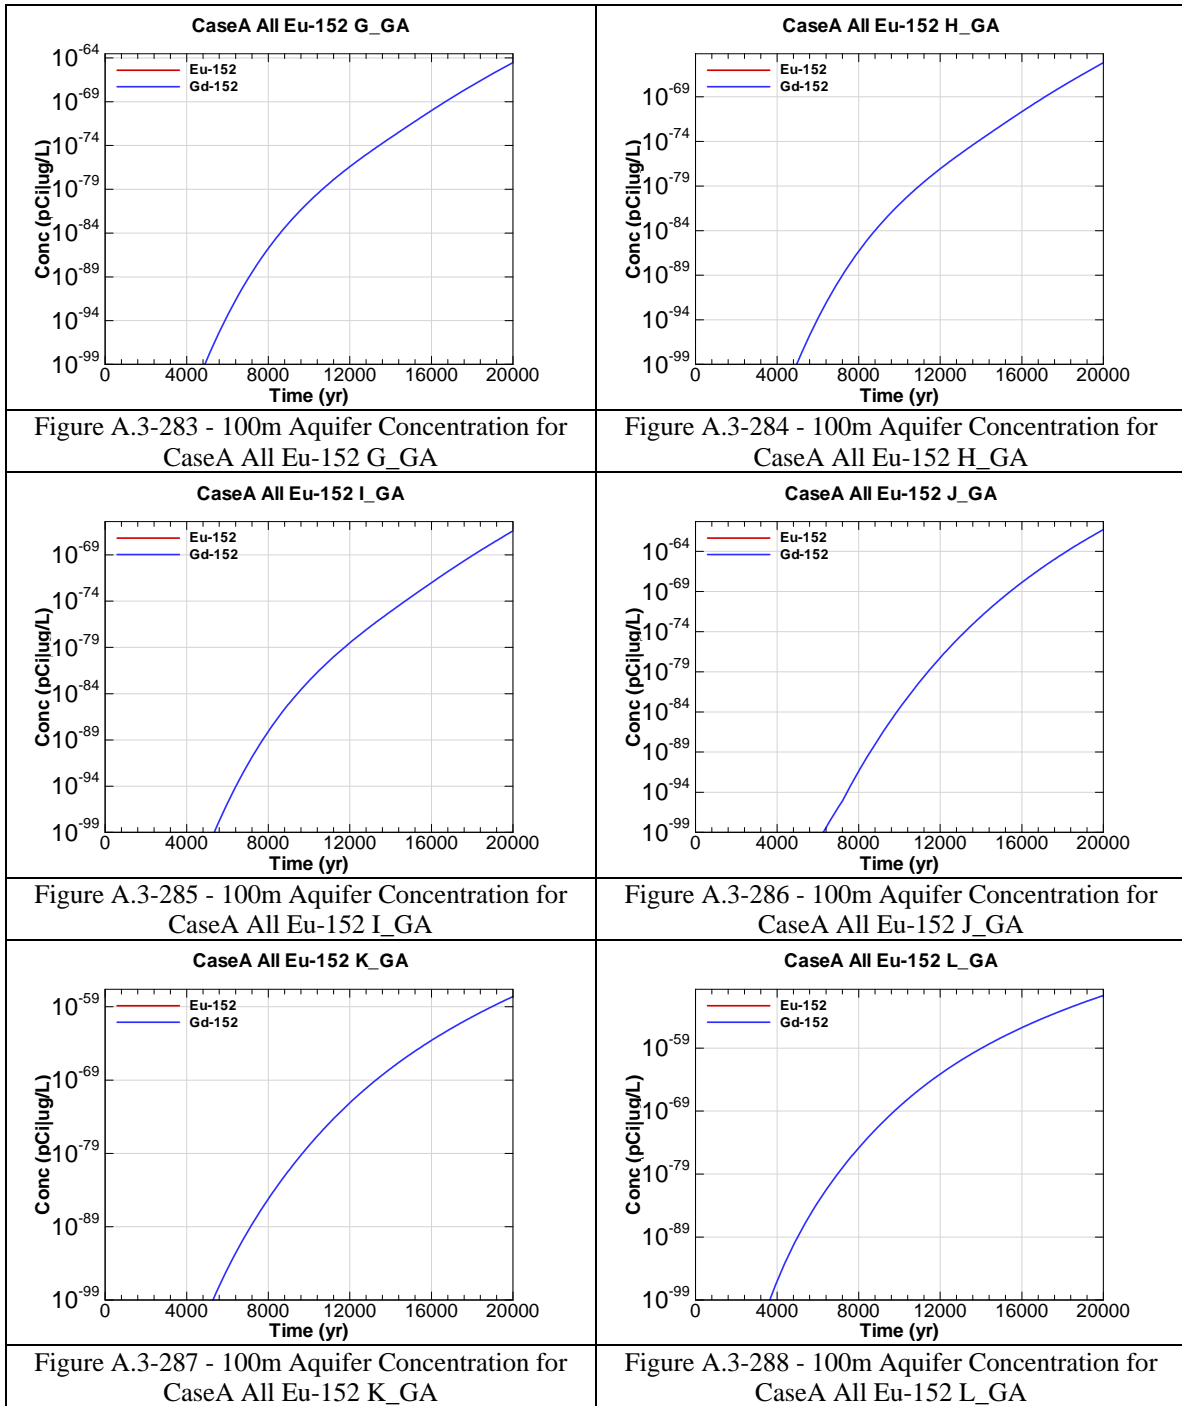 CaseA All Eu-152 G_GA
Eu-152
Gd-152
Conc (pCi|ug/L)
10^-64
10^-69
10^-74
10^-79
10^-84
10^-89
10^-94
10^-99
0 4000 8000 12000 16000 20000
Time (yr)
Figure A.3-283 - 100m Aquifer Concentration for
CaseA All Eu-152 G_GA
CaseA All Eu-152 H_GA
Eu-152
Gd-152
Conc (pCi|ug/L)
10^-69
10^-74
10^-79
10^-84
10^-89
10^-94
10^-99
0 4000 8000 12000 16000 20000
Time (yr)
Figure A.3-284 - 100m Aquifer Concentration for
CaseA All Eu-152 H_GA
CaseA All Eu-152 I_GA
Eu-152
Gd-152
Conc (pCi|ug/L)
10^-69
10^-74
10^-79
10^-84
10^-89
10^-94
10^-99
0 4000 8000 12000 16000 20000
Time (yr)
Figure A.3-285 - 100m Aquifer Concentration for
CaseA All Eu-152 I_GA
CaseA All Eu-152 J_GA
Eu-152
Gd-152
Conc (pCi|ug/L)
10^-64
10^-69
10^-74
10^-79
10^-84
10^-89
10^-94
10^-99
0 4000 8000 12000 16000 20000
Time (yr)
Figure A.3-286 - 100m Aquifer Concentration for
CaseA All Eu-152 J_GA
CaseA All Eu-152 K_GA
Eu-152
Gd-152
Conc (pCi|ug/L)
10^-59
10^-69
10^-79
10^-89
10^-99
0 4000 8000 12000 16000 20000
Time (yr)
Figure A.3-287 - 100m Aquifer Concentration for
CaseA All Eu-152 K_GA
CaseA All Eu-152 L_GA
Eu-152
Gd-152
Conc (pCi|ug/L)
10^-59
10^-69
10^-79
10^-89
10^-99
0 4000 8000 12000 16000 20000
Time (yr)
Figure A.3-288 - 100m Aquifer Concentration for
CaseA All Eu-152 L_GA